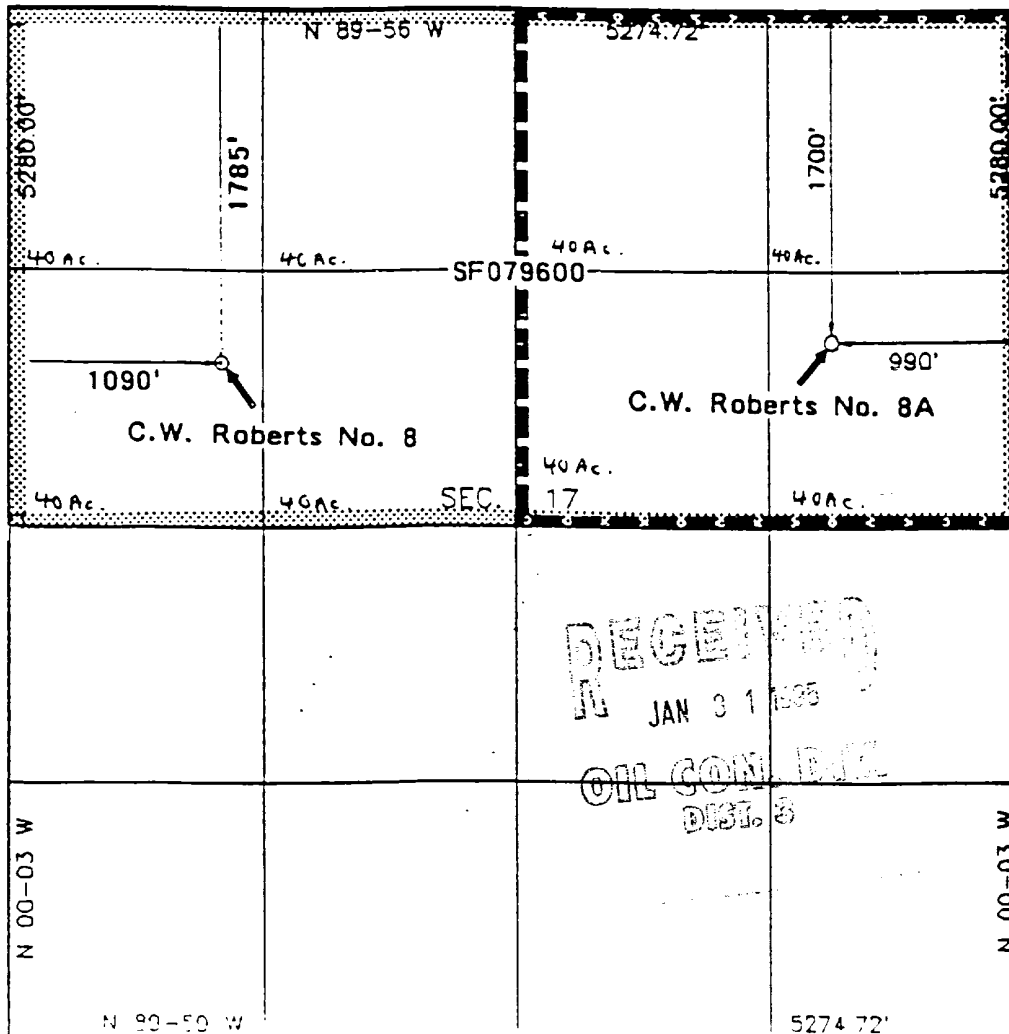 N 89-56 W 5274.72'
5280.00'
1785'
1700'
5280.00'
40 Ac. 40 Ac. 40 Ac. 40 Ac.
SF079600
1090'
990'
C.W. Roberts No. 8
C.W. Roberts No. 8A
40 Ac.
40 Ac. 40 Ac. SEC. 17 40 Ac.
RECEIVED
JAN 31
OIL CON. DIV.
DIST. 3
N 00-03 W
N 00-03 W
W 5274.72'